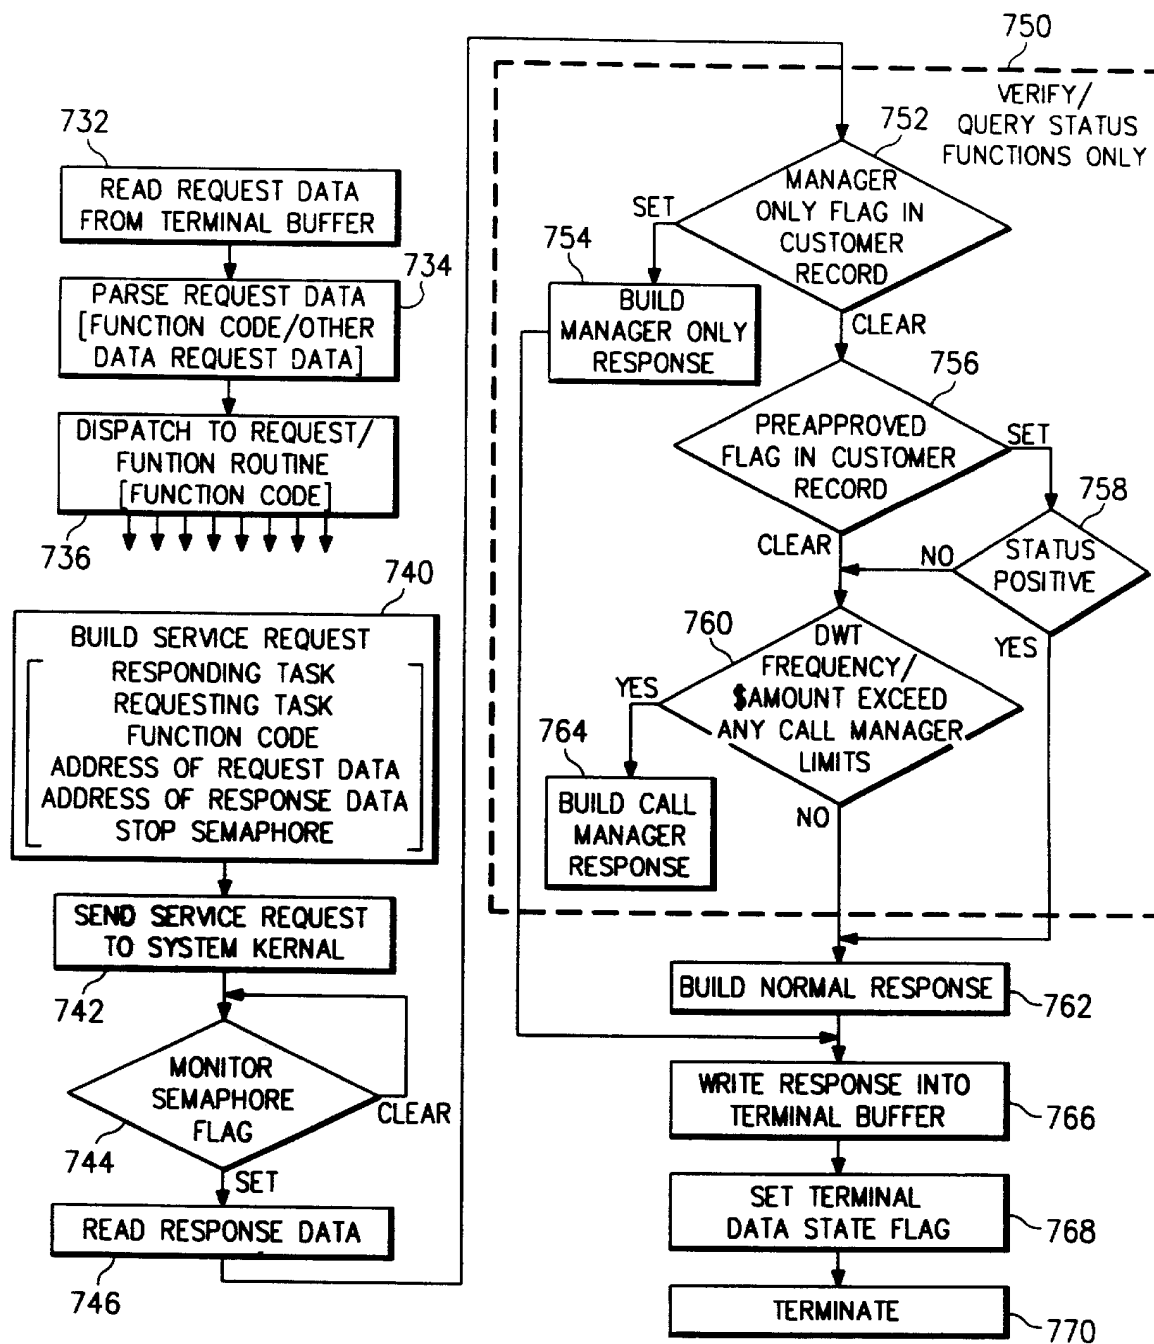 732
READ REQUEST DATA
FROM TERMINAL BUFFER
734
PARSE REQUEST DATA
[FUNCTION CODE/OTHER
DATA REQUEST DATA]
DISPATCH TO REQUEST/
FUNTION ROUTINE
[FUNCTION CODE]
736
740
BUILD SERVICE REQUEST
RESPONDING TASK
REQUESTING TASK
FUNCTION CODE
ADDRESS OF REQUEST DATA
ADDRESS OF RESPONSE DATA
STOP SEMAPHORE
SEND SERVICE REQUEST
TO SYSTEM KERNAL
742
MONITOR
SEMAPHORE
FLAG
CLEAR
744
SET
READ RESPONSE DATA
746
750
VERIFY/
QUERY STATUS
FUNCTIONS ONLY
752
MANAGER
ONLY FLAG IN
CUSTOMER
RECORD
SET
754
BUILD
MANAGER ONLY
RESPONSE
CLEAR
756
PREAPPROVED
FLAG IN CUSTOMER
RECORD
SET
758
CLEAR
NO
STATUS
POSITIVE
YES
760
DWT
FREQUENCY/
$AMOUNT EXCEED
ANY CALL MANAGER
LIMITS
YES
764
BUILD CALL
MANAGER
RESPONSE
NO
BUILD NORMAL RESPONSE
762
WRITE RESPONSE INTO
TERMINAL BUFFER
766
SET TERMINAL
DATA STATE FLAG
768
TERMINATE
770